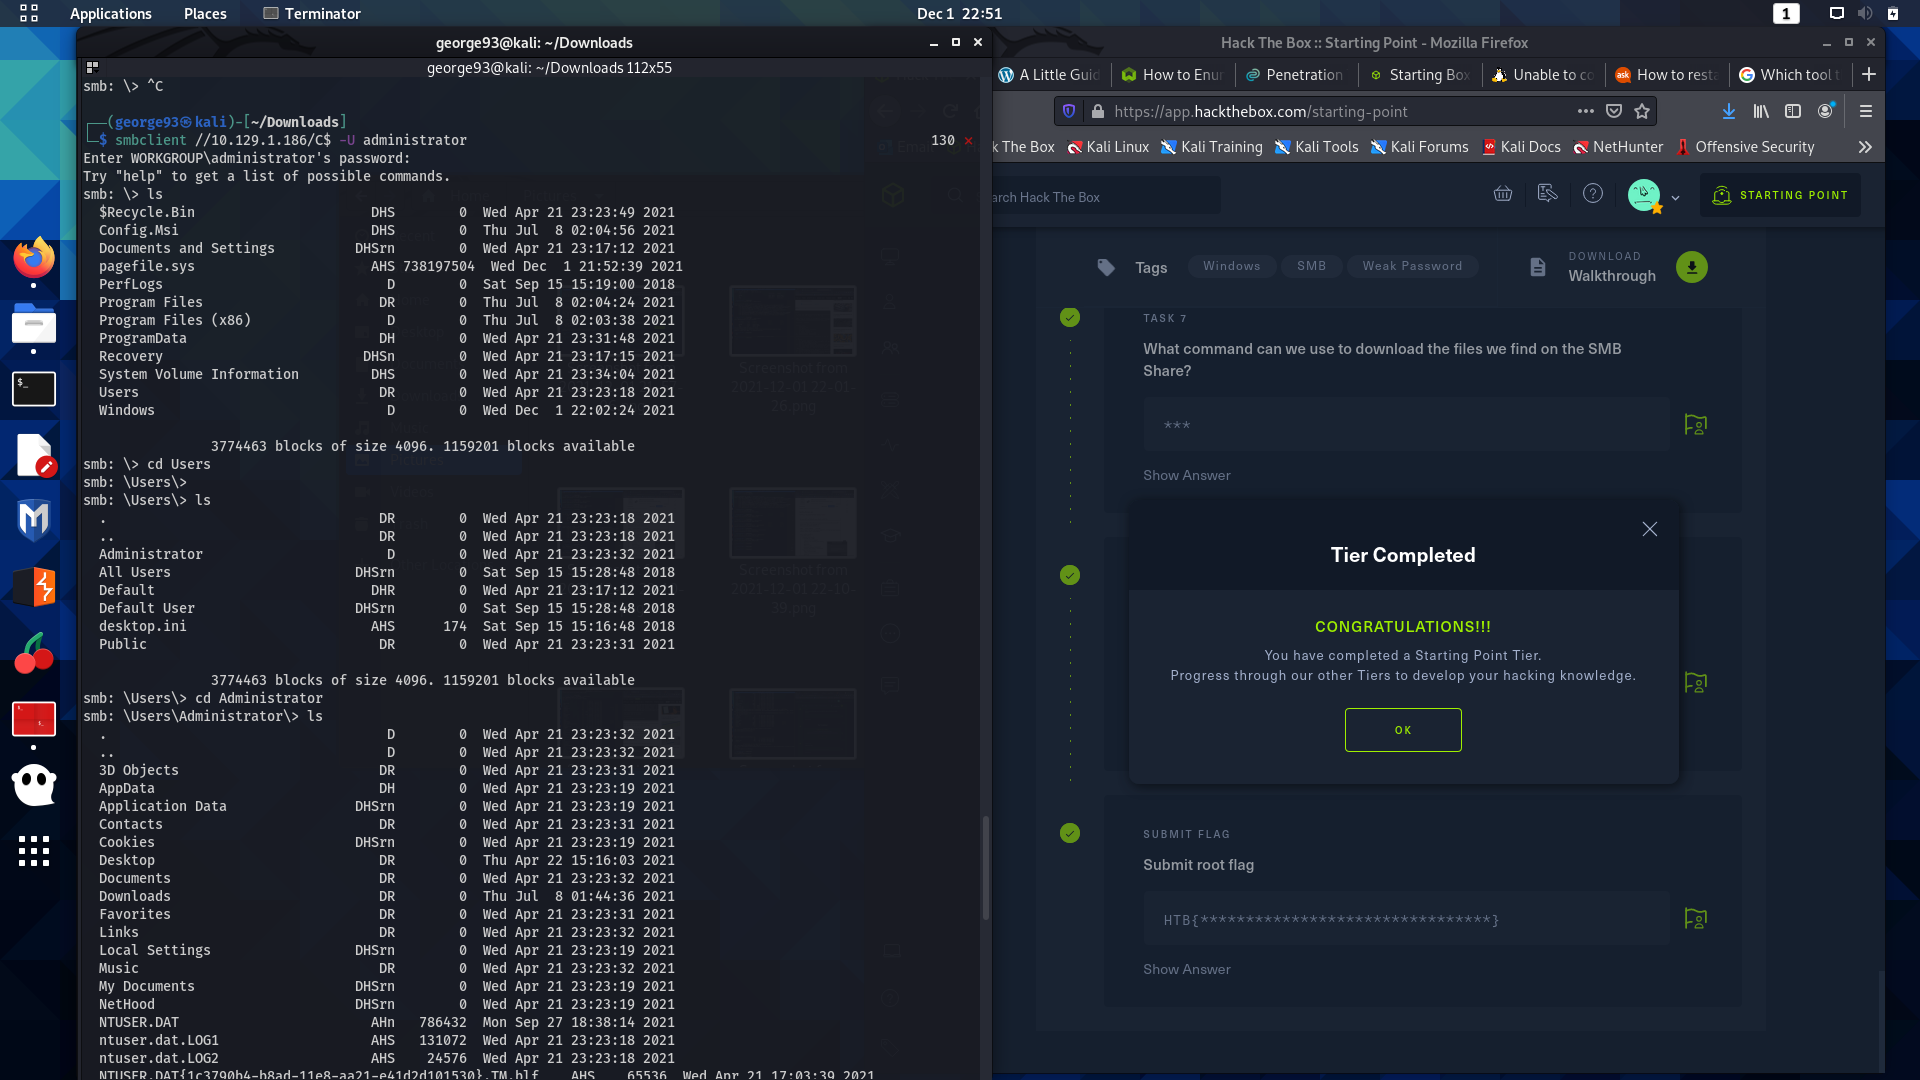 Applications Places Terminator Dec 1 22:51 1
george93@kali: ~/Downloads
george93@kali: ~/Downloads 112x55
smb: \> ^C
┌──(george93㉿kali)-[~/Downloads]
└─$ smbclient //10.129.1.186/C$ -U administrator 130 ⨯
Enter WORKGROUP\administrator's password:
Try "help" to get a list of possible commands.
smb: \> ls
$Recycle.Bin DHS 0 Wed Apr 21 23:23:49 2021
Config.Msi DHS 0 Thu Jul 8 02:04:56 2021
Documents and Settings DHSrn 0 Wed Apr 21 23:17:12 2021
pagefile.sys AHS 738197504 Wed Dec 1 21:52:39 2021
PerfLogs D 0 Sat Sep 15 15:19:00 2018
Program Files DR 0 Thu Jul 8 02:04:24 2021
Program Files (x86) D 0 Thu Jul 8 02:03:38 2021
ProgramData DH 0 Wed Apr 21 23:31:48 2021
Recovery DHSn 0 Wed Apr 21 23:17:15 2021
System Volume Information DHS 0 Wed Apr 21 23:34:04 2021
Users DR 0 Wed Apr 21 23:23:18 2021
Windows D 0 Wed Dec 1 22:02:24 2021
3774463 blocks of size 4096. 1159201 blocks available
smb: \> cd Users
smb: \Users\>
smb: \Users\> ls
. DR 0 Wed Apr 21 23:23:18 2021
.. DR 0 Wed Apr 21 23:23:18 2021
Administrator D 0 Wed Apr 21 23:23:32 2021
All Users DHSrn 0 Sat Sep 15 15:28:48 2018
Default DHR 0 Wed Apr 21 23:17:12 2021
Default User DHSrn 0 Sat Sep 15 15:28:48 2018
desktop.ini AHS 174 Sat Sep 15 15:16:48 2018
Public DR 0 Wed Apr 21 23:23:31 2021
3774463 blocks of size 4096. 1159201 blocks available
smb: \Users\> cd Administrator
smb: \Users\Administrator\> ls
. D 0 Wed Apr 21 23:23:32 2021
.. D 0 Wed Apr 21 23:23:32 2021
3D Objects DR 0 Wed Apr 21 23:23:31 2021
AppData DH 0 Wed Apr 21 23:23:19 2021
Application Data DHSrn 0 Wed Apr 21 23:23:19 2021
Contacts DR 0 Wed Apr 21 23:23:31 2021
Cookies DHSrn 0 Wed Apr 21 23:23:19 2021
Desktop DR 0 Thu Apr 22 15:16:03 2021
Documents DR 0 Wed Apr 21 23:23:32 2021
Downloads DR 0 Thu Jul 8 01:44:36 2021
Favorites DR 0 Wed Apr 21 23:23:31 2021
Links DR 0 Wed Apr 21 23:23:32 2021
Local Settings DHSrn 0 Wed Apr 21 23:23:19 2021
Music DR 0 Wed Apr 21 23:23:32 2021
My Documents DHSrn 0 Wed Apr 21 23:23:19 2021
NetHood DHSrn 0 Wed Apr 21 23:23:19 2021
NTUSER.DAT AHn 786432 Mon Sep 27 18:38:14 2021
ntuser.dat.LOG1 AHS 131072 Wed Apr 21 23:23:18 2021
ntuser.dat.LOG2 AHS 24576 Wed Apr 21 23:23:18 2021
NTUSER.DAT{1c3790b4-b8ad-11e8-aa21-e41d2d101530}.TM.blf AHS 65536 Wed Apr 21 17:03:39 2021
Screenshot from
2021-12-01 22-01-
26.png
Screenshot from
2021-12-01 22-10-
39.png
Hack The Box :: Starting Point - Mozilla Firefox
A Little Guid How to Enur Penetration Starting Box Unable to co How to resta Which tool t
https://app.hackthebox.com/starting-point
ck The Box Kali Linux Kali Training Kali Tools Kali Forums Kali Docs NetHunter Offensive Security
arch Hack The Box STARTING POINT
Tags Windows SMB Weak Password DOWNLOAD
Walkthrough
TASK 7
What command can we use to download the files we find on the SMB
Share?
***
Show Answer
Tier Completed
CONGRATULATIONS!!!
You have completed a Starting Point Tier.
Progress through our other Tiers to develop your hacking knowledge.
OK
SUBMIT FLAG
Submit root flag
HTB{********************************}
Show Answer